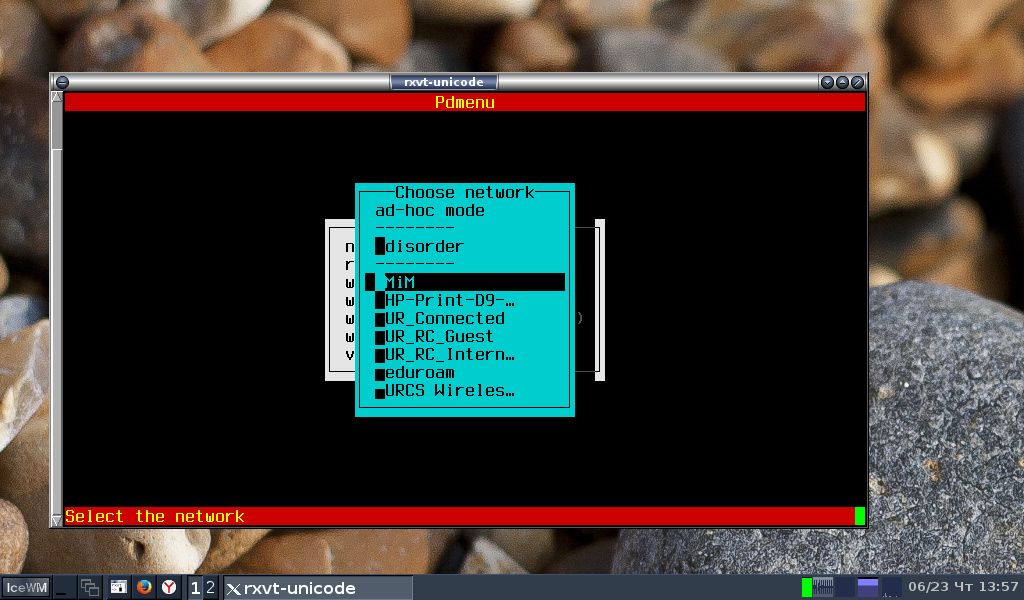 rxvt-unicode
Pdmenu
Choose network
ad-hoc mode
--------
n disorder
r --------
w MiM
w HP-Print-D9-…
w UR_Connected )
w UR_RC_Guest
v UR_RC_Intern…
eduroam
URCS Wireles…
Select the network
IceWM _ 1 2 rxvt-unicode 06/23 Чт 13:57